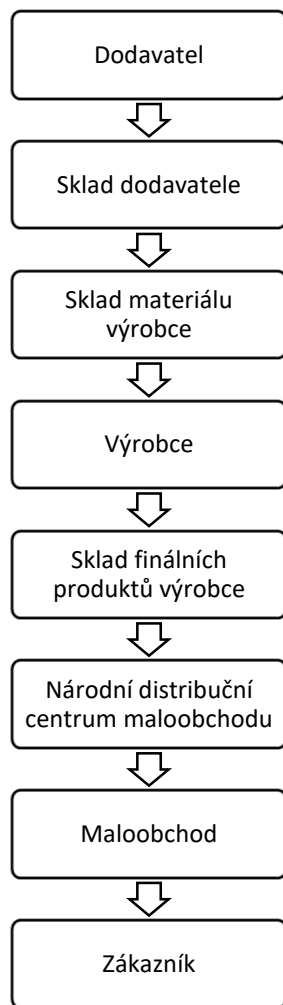 Dodavatel
Sklad dodavatele
Sklad materiálu
výrobce
Výrobce
Sklad finálních
produktů výrobce
Národní distribuční
centrum maloobchodu
Maloobchod
Zákazník